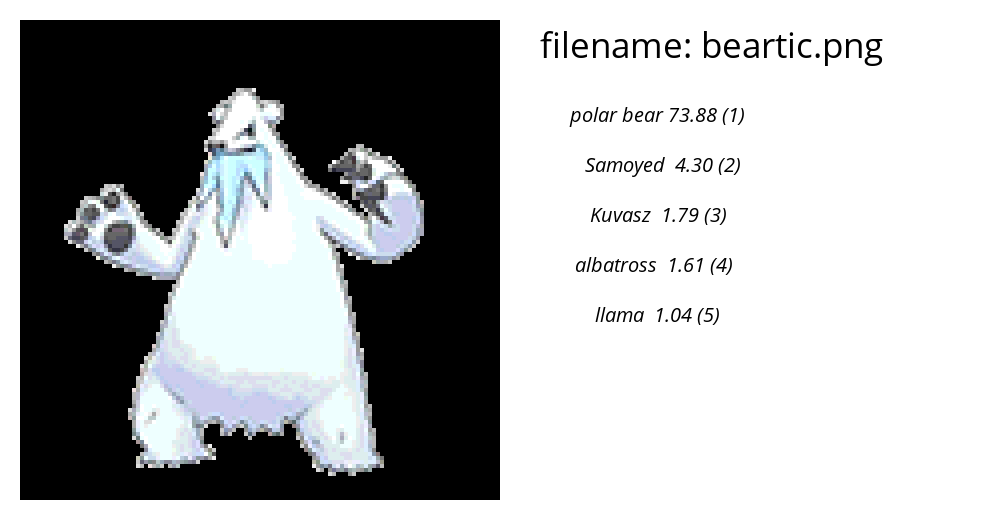 filename: beartic.png
polar bear 73.88 (1)
Samoyed 4.30 (2)
Kuvasz 1.79 (3)
albatross 1.61 (4)
llama 1.04 (5)